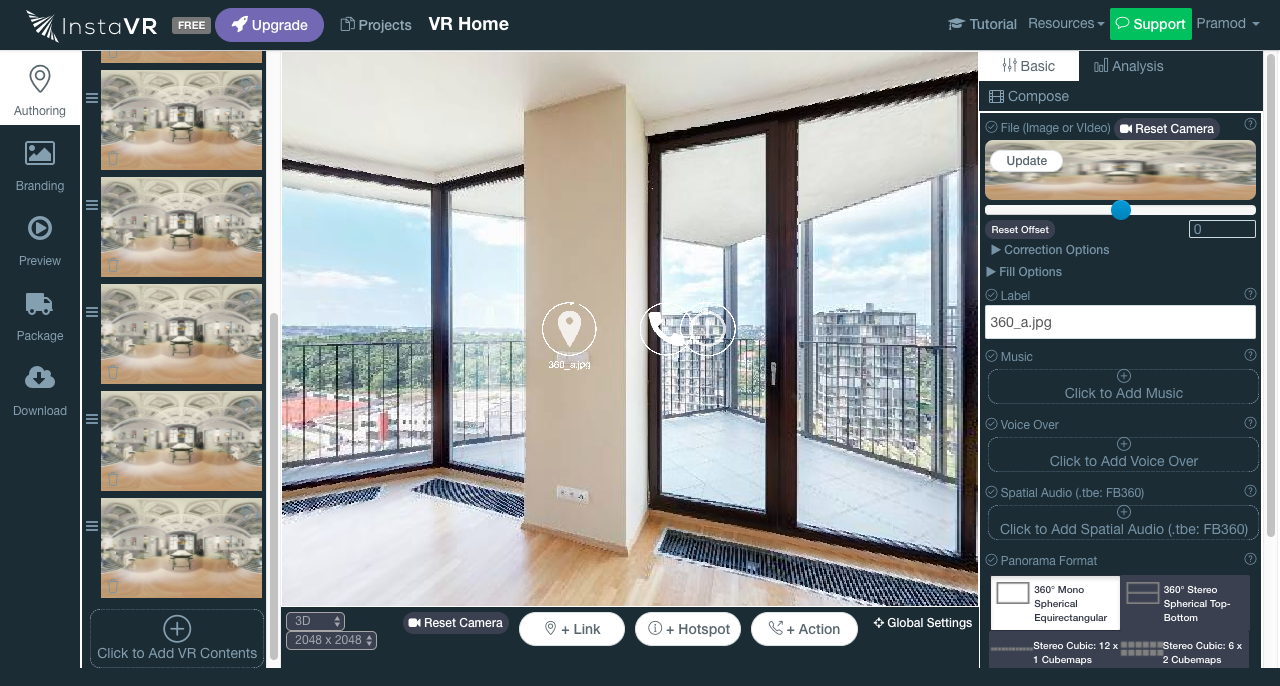 InstaVR
FREE
Upgrade
Projects
VR Home
Tutorial
Resources
Support
Pramod
Authoring
Branding
Preview
Package
Download
Click to Add VR Contents
360_a.jpg
3D
2048 x 2048
Reset Camera
+ Link
+ Hotspot
+ Action
Global Settings
Basic
Analysis
Compose
File (Image or VIdeo)
Reset Camera
Update
Reset Offset
0
Correction Options
Fill Options
Label
360_a.jpg
Music
Click to Add Music
Voice Over
Click to Add Voice Over
Spatial Audio (.tbe: FB360)
Click to Add Spatial Audio (.tbe: FB360)
Panorama Format
360° Mono
Spherical
Equirectangular
360° Stereo
Spherical Top-
Bottom
Stereo Cubic: 12 x
1 Cubemaps
Stereo Cubic: 6 x
2 Cubemaps